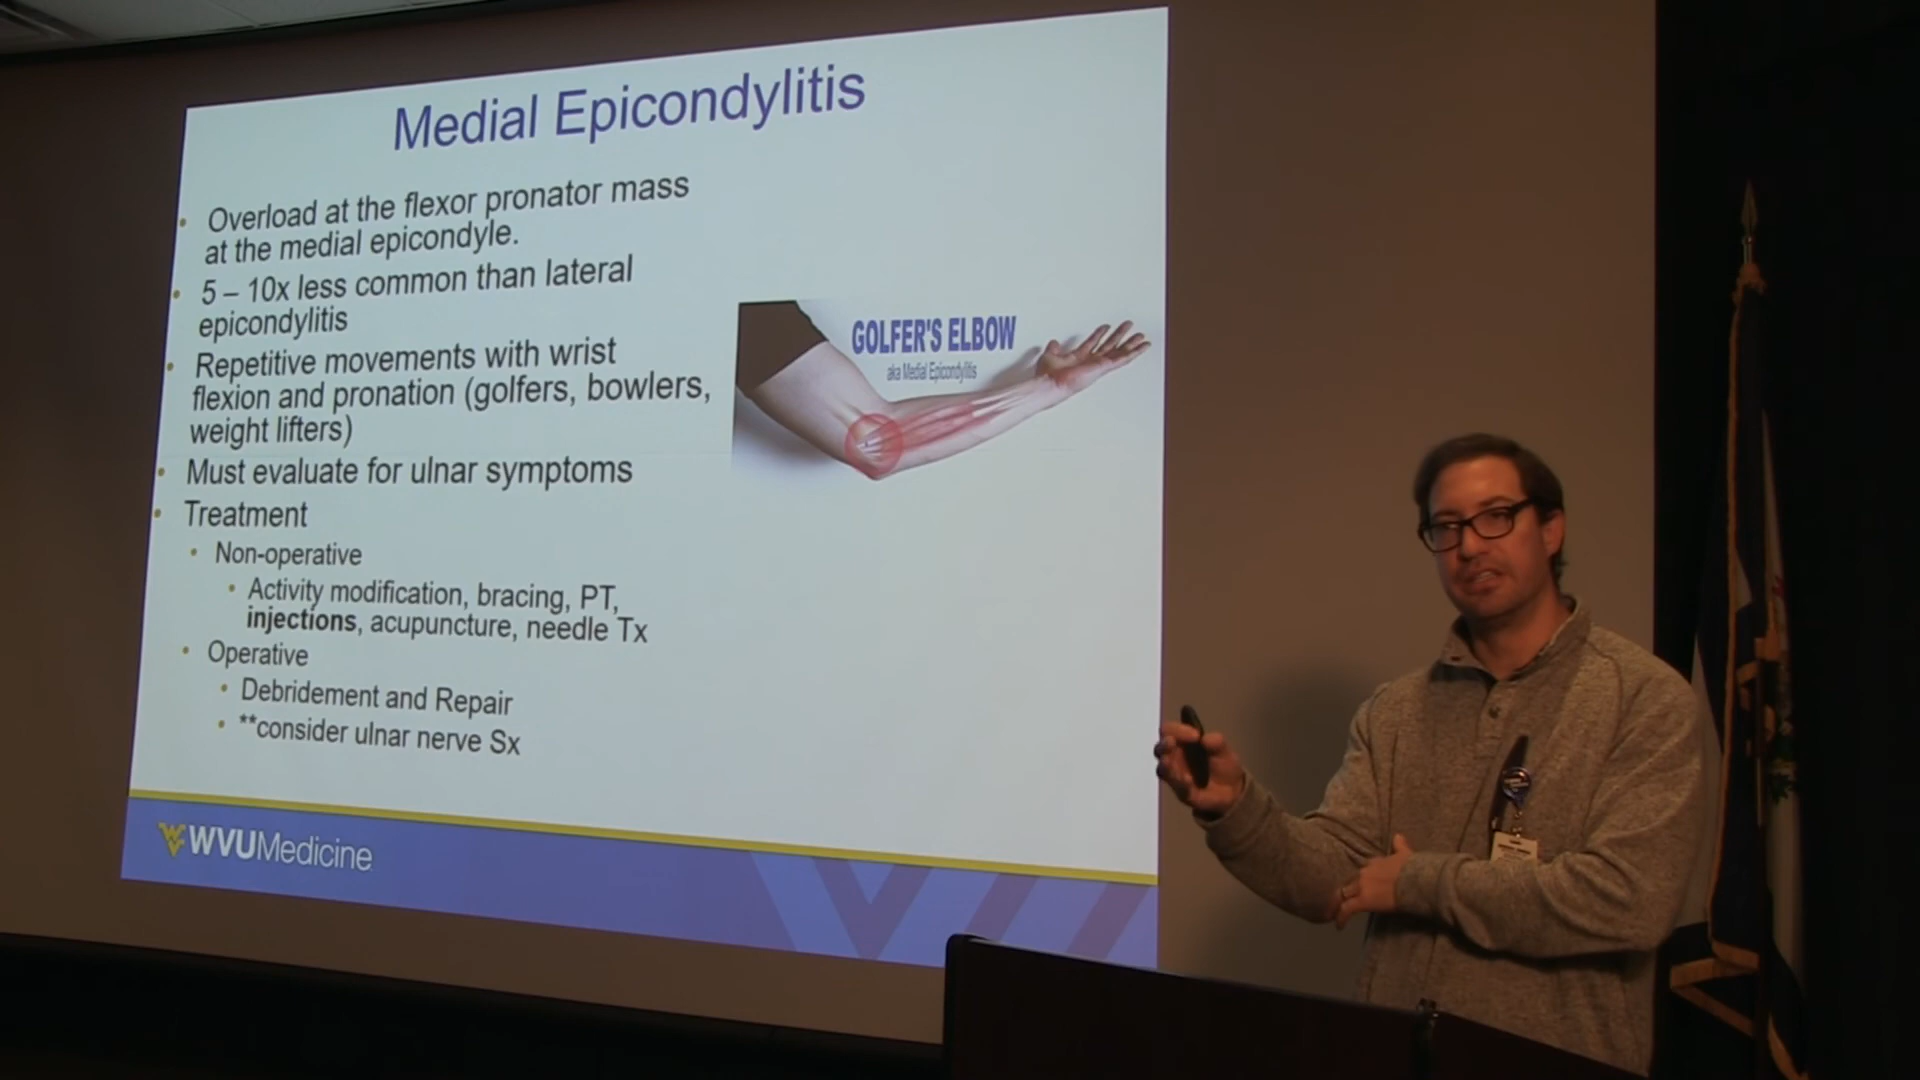 Medial Epicondylitis
• Overload at the flexor pronator mass
at the medial epicondyle.
• 5 – 10x less common than lateral
epicondylitis
• Repetitive movements with wrist
flexion and pronation (golfers, bowlers,
weight lifters)
• Must evaluate for ulnar symptoms
• Treatment
• Non-operative
• Activity modification, bracing, PT,
injections, acupuncture, needle Tx
• Operative
• Debridement and Repair
• **consider ulnar nerve Sx
GOLFER'S ELBOW
aka Medial Epicondylitis
WVUMedicine